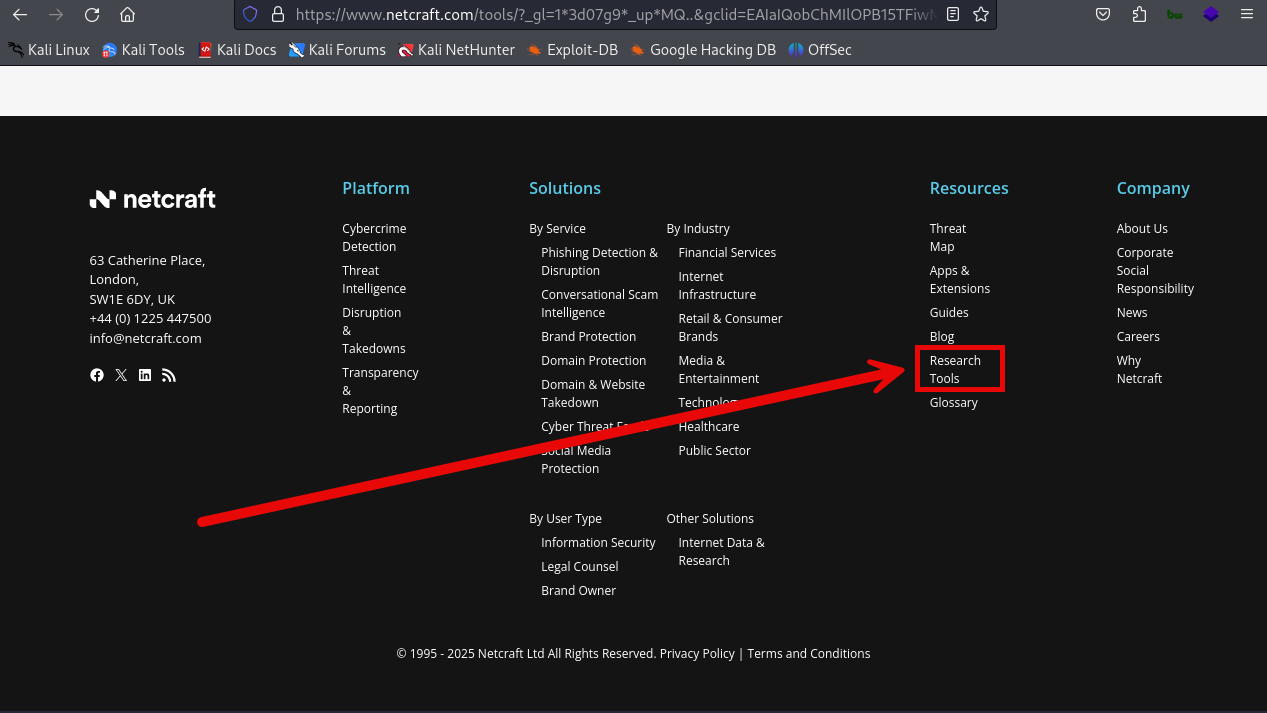 https://www.netcraft.com/tools/?_gl=1*3d07g9*_up*MQ..&gclid=EAIaIQobChMIlOPB15TFiwM
Kali Linux Kali Tools Kali Docs Kali Forums Kali NetHunter Exploit-DB Google Hacking DB OffSec
netcraft
63 Catherine Place,
London,
SW1E 6DY, UK
+44 (0) 1225 447500
info@netcraft.com
Platform
Cybercrime
Detection
Threat
Intelligence
Disruption
&
Takedowns
Transparency
&
Reporting
Solutions
By Service
Phishing Detection &
Disruption
Conversational Scam
Intelligence
Brand Protection
Domain Protection
Domain & Website
Takedown
Cyber Threat Feeds
Social Media
Protection
By Industry
Financial Services
Internet
Infrastructure
Retail & Consumer
Brands
Media &
Entertainment
Technology
Healthcare
Public Sector
By User Type
Information Security
Legal Counsel
Brand Owner
Other Solutions
Internet Data &
Research
Resources
Threat
Map
Apps &
Extensions
Guides
Blog
Research
Tools
Glossary
Company
About Us
Corporate
Social
Responsibility
News
Careers
Why
Netcraft
© 1995 - 2025 Netcraft Ltd All Rights Reserved. Privacy Policy | Terms and Conditions